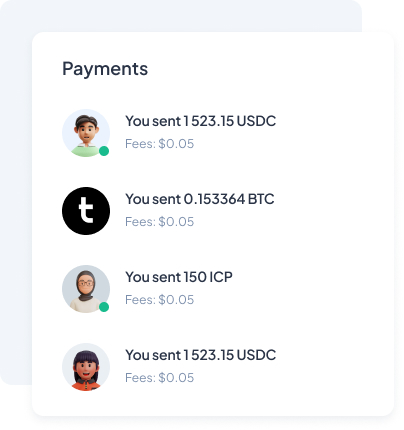 Payments
You sent 1 523.15 USDC
Fees: $0.05
t
You sent 0.153364 BTC
Fees: $0.05
You sent 150 ICP
Fees: $0.05
You sent 1 523.15 USDC
Fees: $0.05